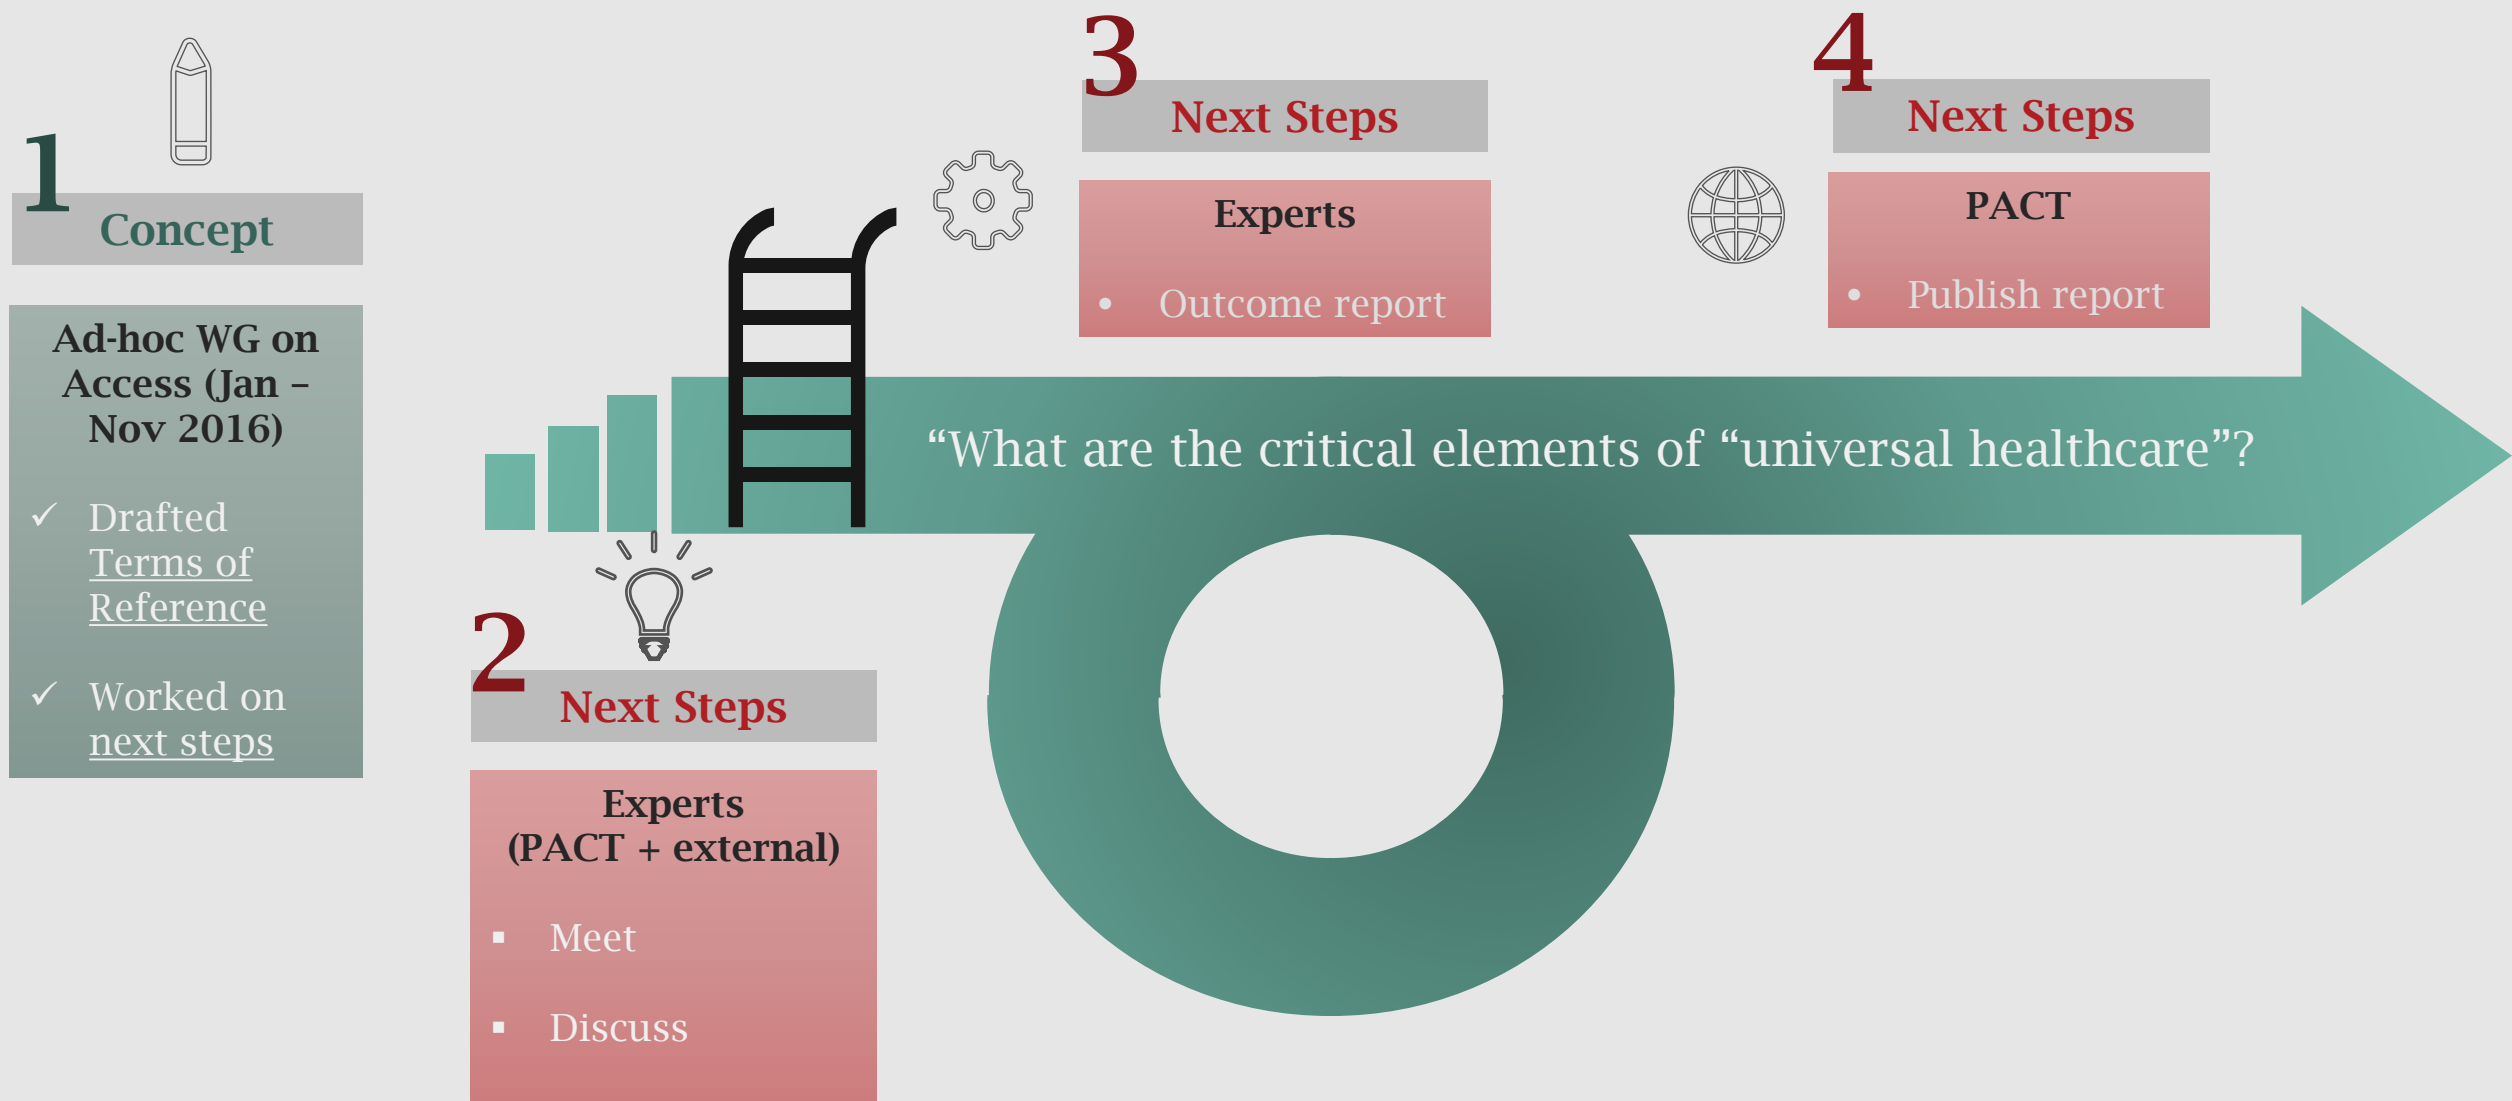 1
Concept
Ad-hoc WG on
Access (Jan –
Nov 2016)
✓ Drafted
Terms of
Reference
✓ Worked on
next steps
2
Next Steps
Experts
(PACT + external)
▪ Meet
▪ Discuss
3
Next Steps
Experts
• Outcome report
4
Next Steps
PACT
• Publish report
“What are the critical elements of “universal healthcare”?